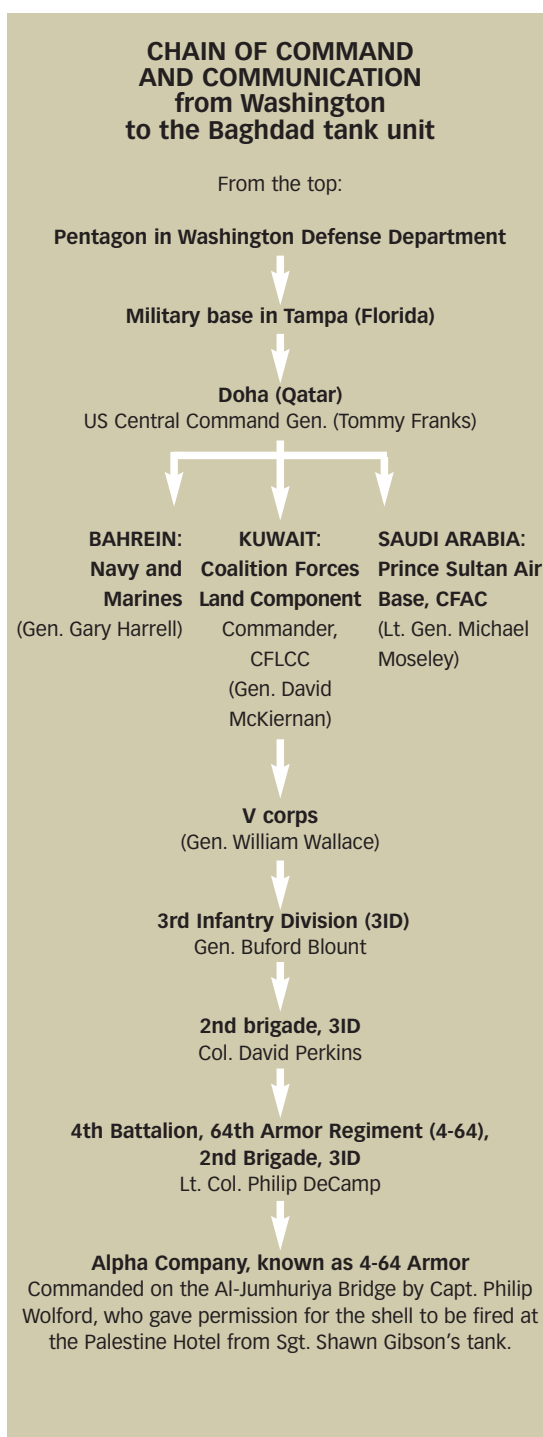 CHAIN OF COMMAND
AND COMMUNICATION
from Washington
to the Baghdad tank unit
From the top:
Pentagon in Washington Defense Department
Military base in Tampa (Florida)
Doha (Qatar)
US Central Command Gen. (Tommy Franks)
BAHREIN:
Navy and
Marines
(Gen. Gary Harrell)
KUWAIT:
Coalition Forces
Land Component
Commander,
CFLCC
(Gen. David
McKiernan)
SAUDI ARABIA:
Prince Sultan Air
Base, CFAC
(Lt. Gen. Michael
Moseley)
V corps
(Gen. William Wallace)
3rd Infantry Division (3ID)
Gen. Buford Blount
2nd brigade, 3ID
Col. David Perkins
4th Battalion, 64th Armor Regiment (4-64),
2nd Brigade, 3ID
Lt. Col. Philip DeCamp
Alpha Company, known as 4-64 Armor
Commanded on the Al-Jumhuriya Bridge by Capt. Philip
Wolford, who gave permission for the shell to be fired at
the Palestine Hotel from Sgt. Shawn Gibson's tank.